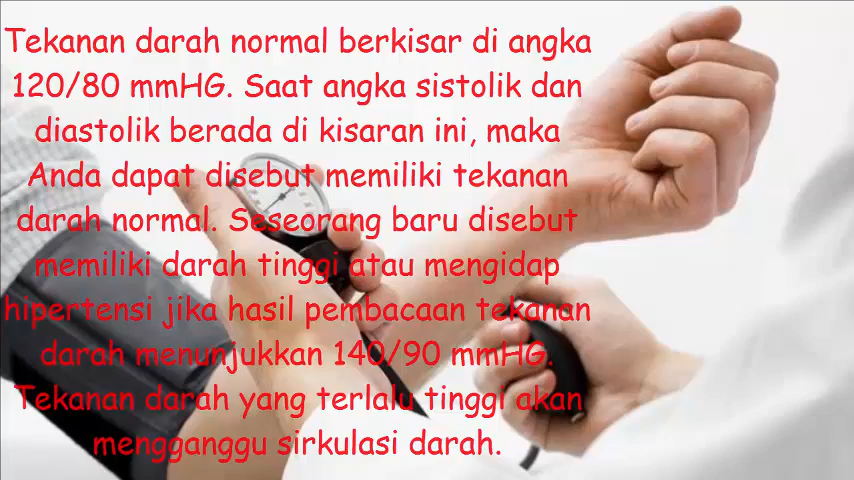 Tekanan darah normal berkisar di angka
120/80 mmHG. Saat angka sistolik dan
diastolik berada di kisaran ini, maka
Anda dapat disebut memiliki tekanan
darah normal. Seseorang baru disebut
memiliki darah tinggi atau mengidap
hipertensi jika hasil pembacaan tekanan
darah menunjukkan 140/90 mmHG.
Tekanan darah yang terlalu tinggi akan
mengganggu sirkulasi darah.